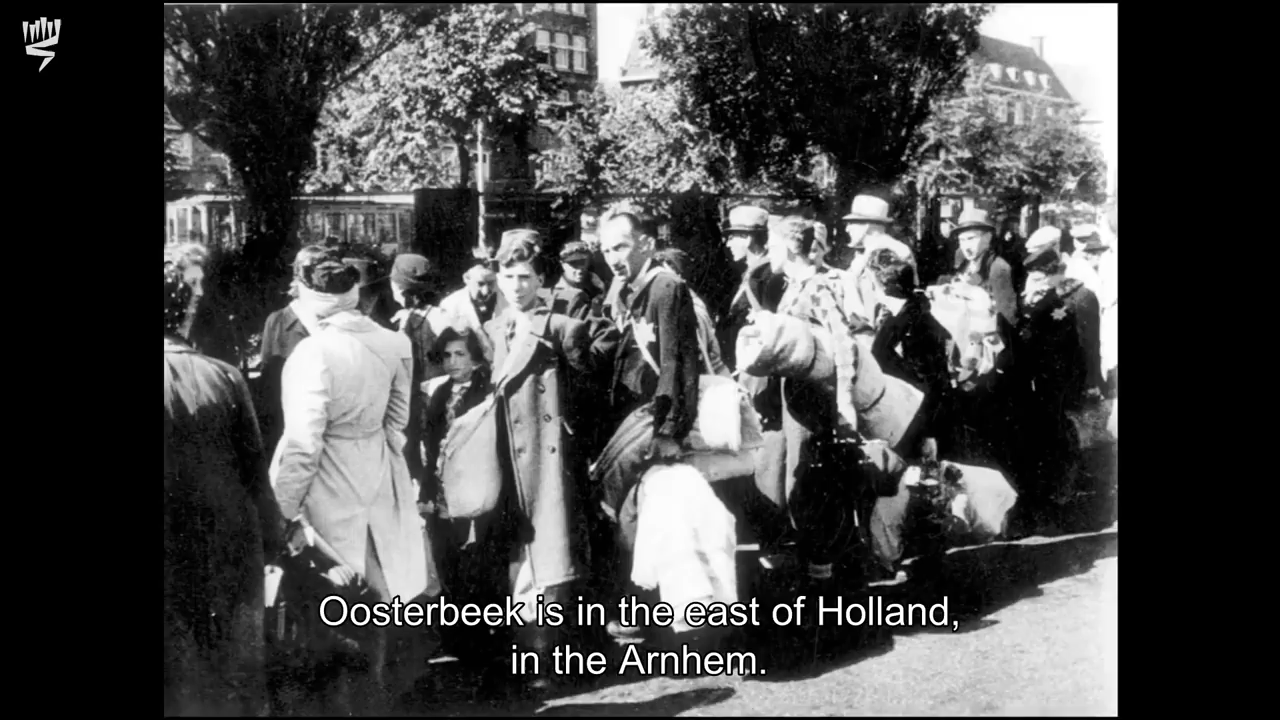 Oosterbeek is in the east of Holland,
in the Arnhem.